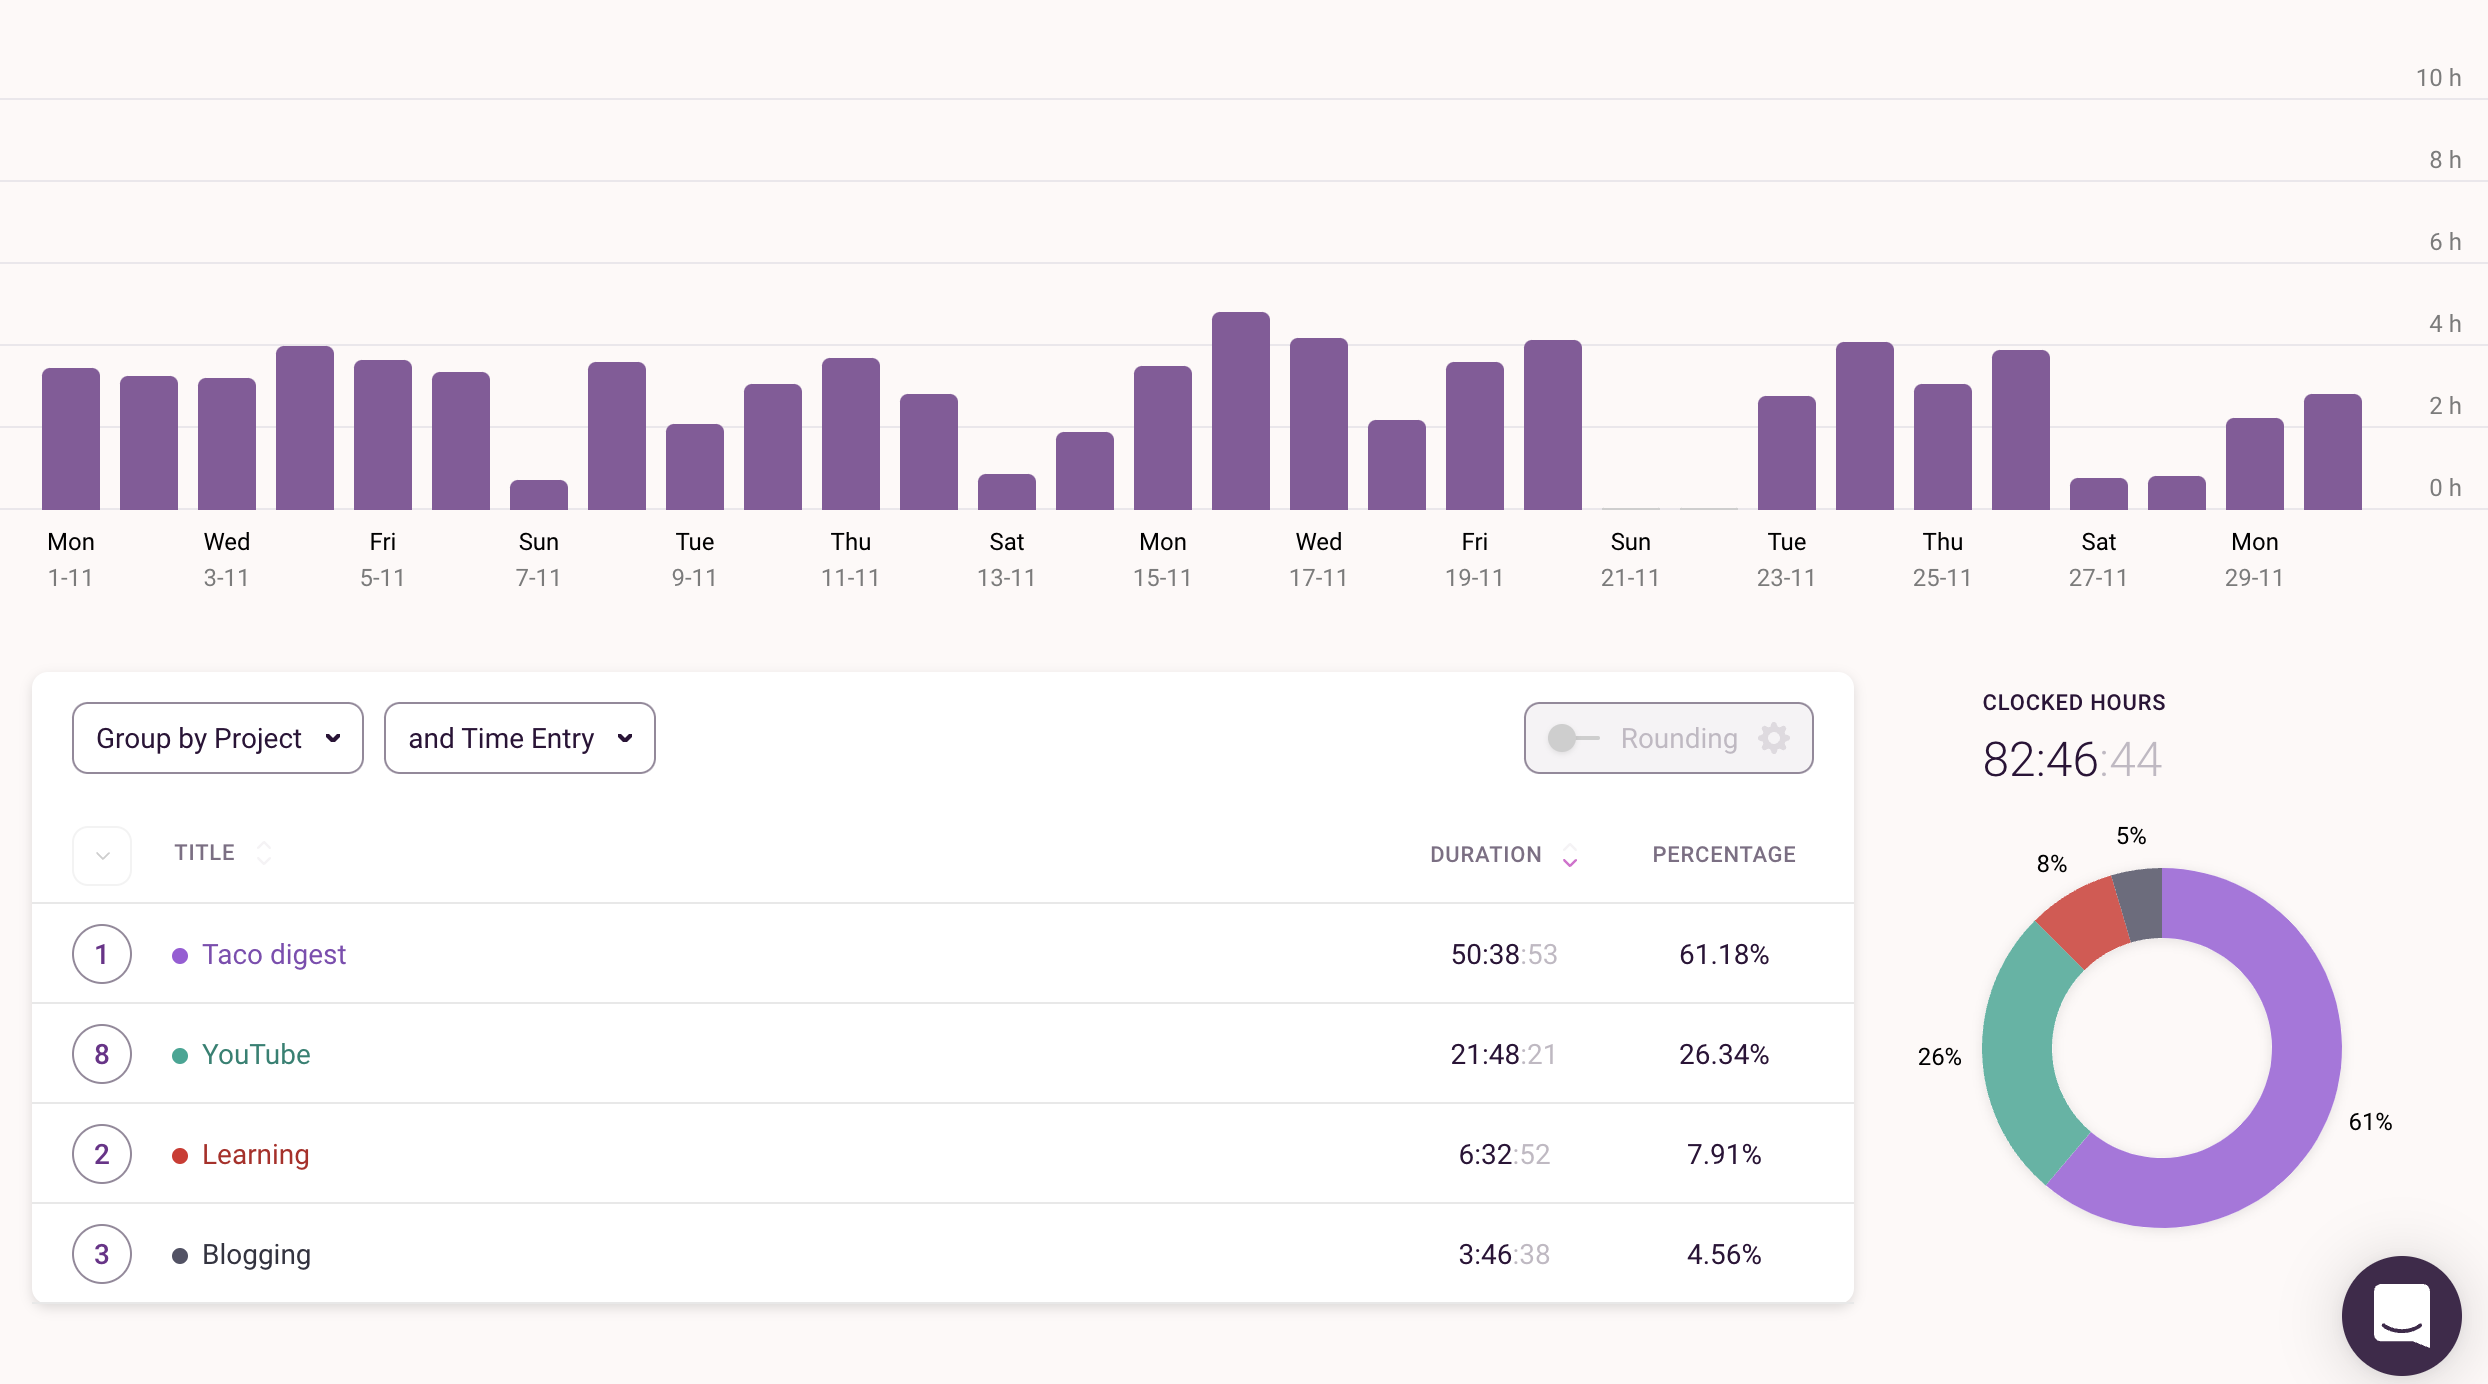 10 h
8 h
6 h
4 h
2 h
0 h
Mon Wed Fri Sun Tue Thu Sat Mon Wed Fri Sun Tue Thu Sat Mon
1-11 3-11 5-11 7-11 9-11 11-11 13-11 15-11 17-11 19-11 21-11 23-11 25-11 27-11 29-11
Group by Project and Time Entry Rounding
TITLE DURATION PERCENTAGE
1 Taco digest 50:38:53 61.18%
8 YouTube 21:48:21 26.34%
2 Learning 6:32:52 7.91%
3 Blogging 3:46:38 4.56%
CLOCKED HOURS
82:46:44
5%
8%
26%
61%